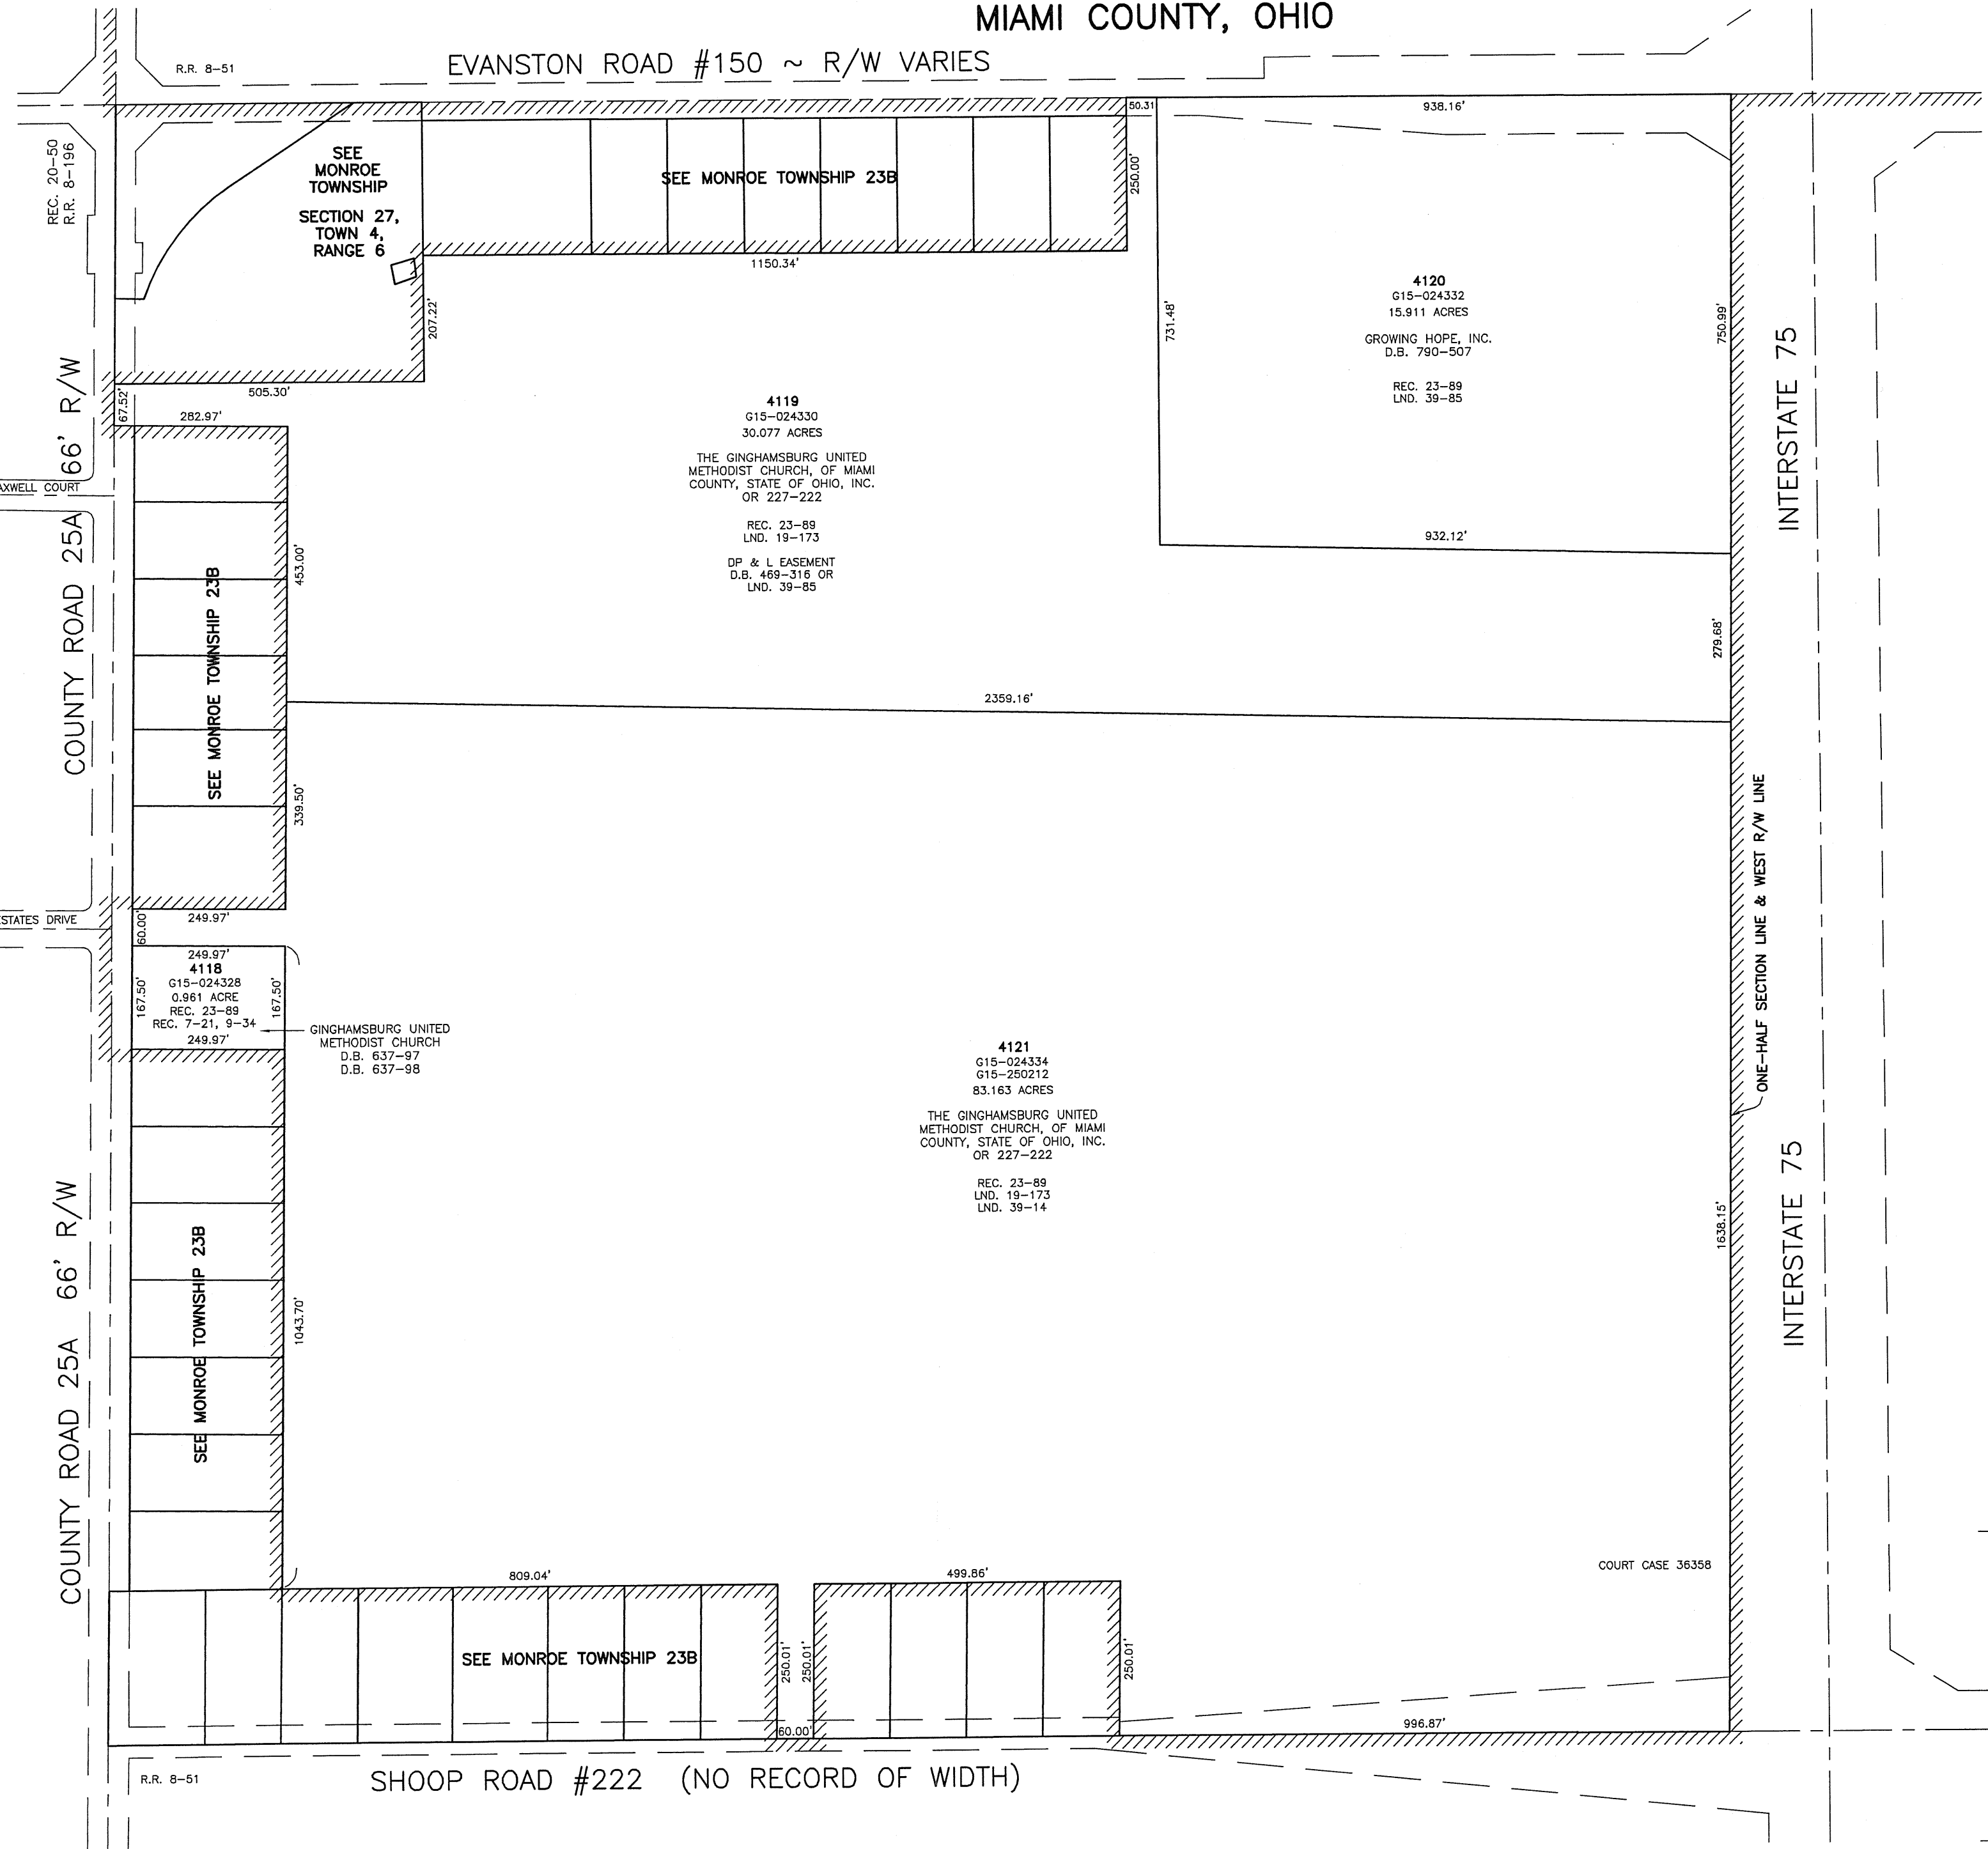 MIAMI COUNTY, OHIO
EVANSTON ROAD #150 ~ R/W VARIES
R.R. 8-51
50.31
938.16'
REC. 20-50
R.R. 8-196
SEE
MONROE
TOWNSHIP
SECTION 27,
TOWN 4,
RANGE 6
SEE MONROE TOWNSHIP 23B
250.00'
1150.34'
207.22'
731.48'
4120
G15-024332
15.911 ACRES
GROWING HOPE, INC.
D.B. 790-507
REC. 23-89
LND. 39-85
750.99'
INTERSTATE 75
67.52'
505.30'
282.97'
4119
G15-024330
30.077 ACRES
THE GINGHAMSBURG UNITED
METHODIST CHURCH, OF MIAMI
COUNTY, STATE OF OHIO, INC.
OR 227-222
REC. 23-89
LND. 19-173
DP & L EASEMENT
D.B. 469-316 OR
LND. 39-85
AXWELL COURT
COUNTY ROAD 25A 66' R/W
453.00'
932.12'
SEE MONROE TOWNSHIP 23B
279.68'
2359.16'
339.50'
ONE-HALF SECTION LINE & WEST R/W LINE
STATES DRIVE
60.00'
249.97'
249.97'
4118
G15-024328
0.961 ACRE
REC. 23-89
REC. 7-21, 9-34
249.97'
167.50'
167.50'
GINGHAMSBURG UNITED
METHODIST CHURCH
D.B. 637-97
D.B. 637-98
4121
G15-024334
G15-250212
83.163 ACRES
THE GINGHAMSBURG UNITED
METHODIST CHURCH, OF MIAMI
COUNTY, STATE OF OHIO, INC.
OR 227-222
REC. 23-89
LND. 19-173
LND. 39-14
1638.15'
INTERSTATE 75
COUNTY ROAD 25A 66' R/W
SEE MONROE TOWNSHIP 23B
1043.70'
COURT CASE 36358
809.04'
499.86'
SEE MONROE TOWNSHIP 23B
250.01'
250.01'
250.01'
60.00'
996.87'
R.R. 8-51
SHOOP ROAD #222 (NO RECORD OF WIDTH)